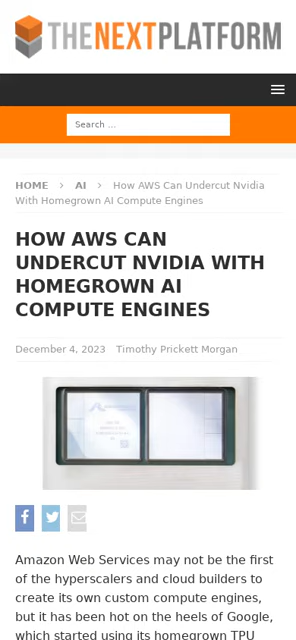 THENEXTPLATFORM
Search …
HOME > AI > How AWS Can Undercut Nvidia
With Homegrown AI Compute Engines
HOW AWS CAN
UNDERCUT NVIDIA WITH
HOMEGROWN AI
COMPUTE ENGINES
December 4, 2023 Timothy Prickett Morgan
Amazon Web Services may not be the first
of the hyperscalers and cloud builders to
create its own custom compute engines,
but it has been hot on the heels of Google,
which started using its homegrown TPU